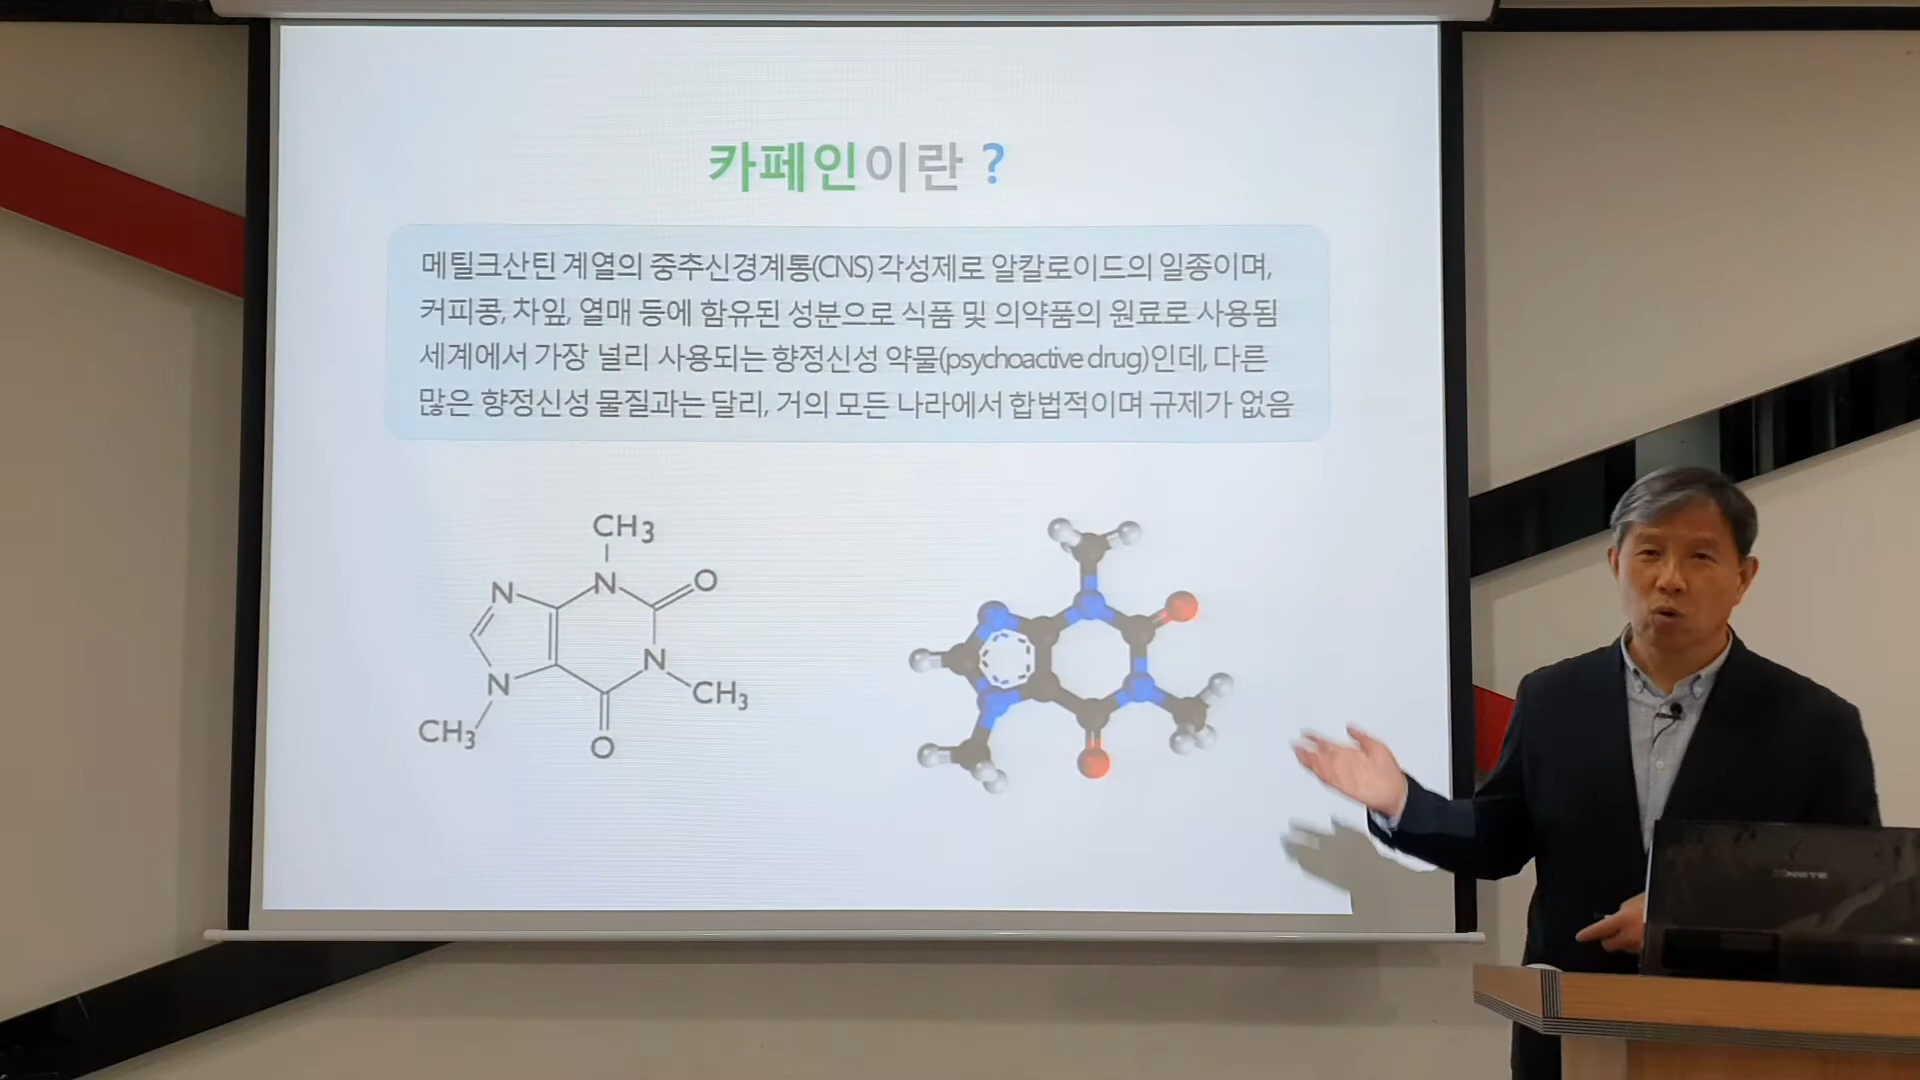 카페인이란 ?
메틸크산틴 계열의 중추신경계통(CNS) 각성제로 알칼로이드의 일종이며,
커피콩, 차잎, 열매 등에 함유된 성분으로 식품 및 의약품의 원료로 사용됨
세계에서 가장 널리 사용되는 향정신성 약물(psychoactive drug)인데, 다른
많은 향정신성 물질과는 달리, 거의 모든 나라에서 합법적이며 규제가 없음
CH3
N
N
O
N
N
CH3
CH3
O
XNOTE